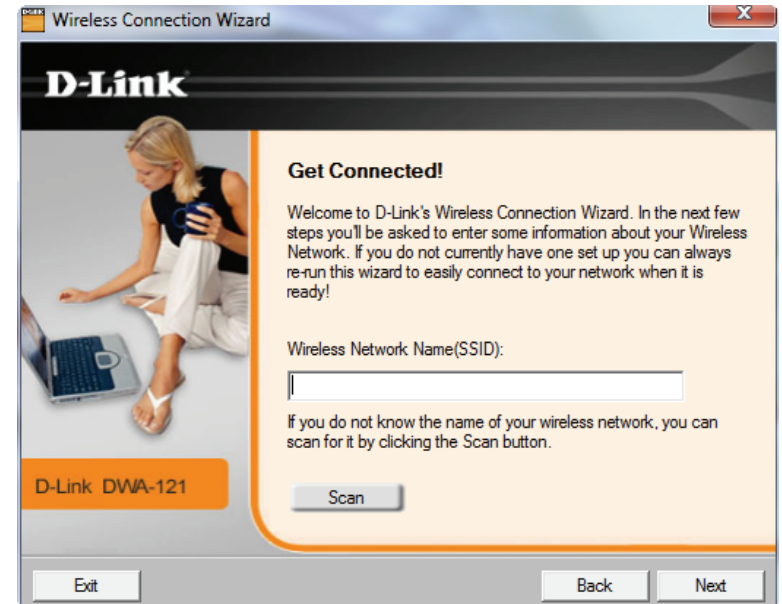 Wireless Connection Wizard
D-Link
Get Connected!
Welcome to D-Link's Wireless Connection Wizard. In the next few
steps you'll be asked to enter some information about your Wireless
Network. If you do not currently have one set up you can always
re-run this wizard to easily connect to your network when it is
ready!
Wireless Network Name(SSID):
If you do not know the name of your wireless network, you can
scan for it by clicking the Scan button.
D-Link DWA-121
Scan
Exit
Back
Next